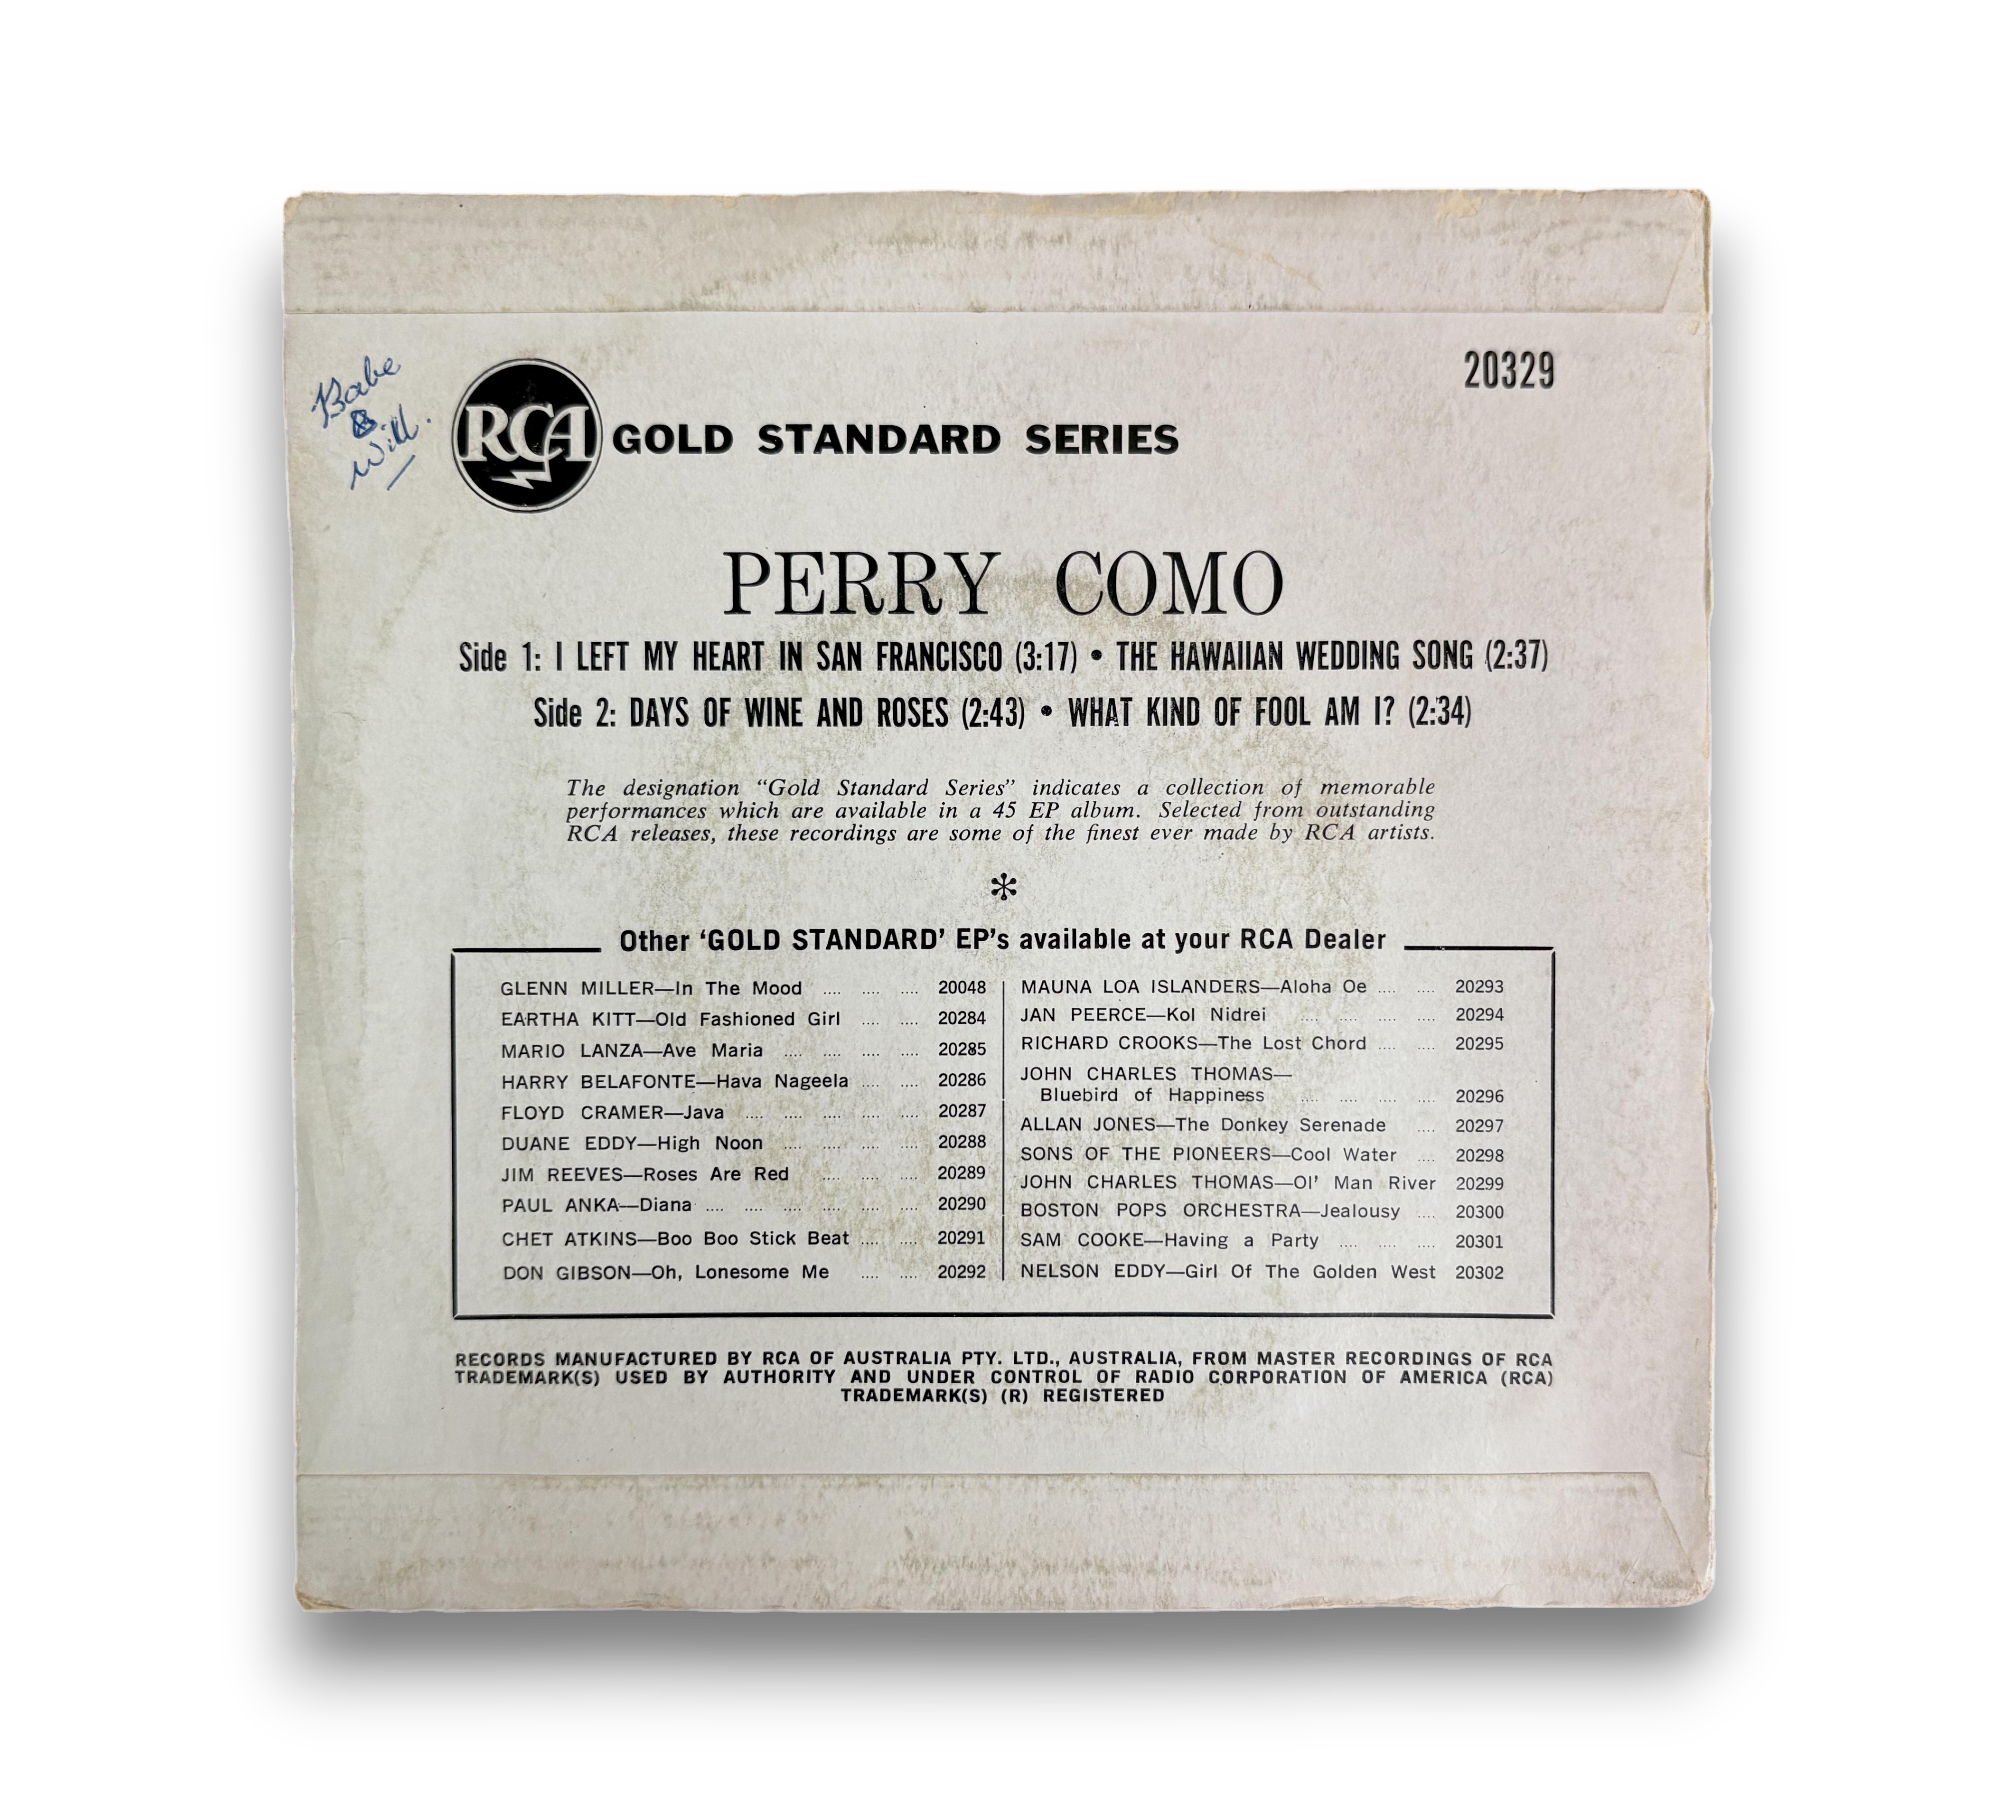 20329
Babe
&
Will.
RCA GOLD STANDARD SERIES
PERRY COMO
Side 1: I LEFT MY HEART IN SAN FRANCISCO (3:17) • THE HAWAIIAN WEDDING SONG (2:37)
Side 2: DAYS OF WINE AND ROSES (2:43) • WHAT KIND OF FOOL AM I? (2:34)
The designation “Gold Standard Series” indicates a collection of memorable
performances which are available in a 45 EP album. Selected from outstanding
RCA releases, these recordings are some of the finest ever made by RCA artists.
*
Other ‘GOLD STANDARD’ EP’s available at your RCA Dealer
GLENN MILLER—In The Mood .... .... .... 20048
EARTHA KITT—Old Fashioned Girl .... .... 20284
MARIO LANZA—Ave Maria .... .... .... .... 20285
HARRY BELAFONTE—Hava Nageela .... .... 20286
FLOYD CRAMER—Java .... .... .... .... .... 20287
DUANE EDDY—High Noon .... .... .... .... 20288
JIM REEVES—Roses Are Red .... .... .... 20289
PAUL ANKA—Diana .... .... .... .... .... .... 20290
CHET ATKINS—Boo Boo Stick Beat .... .... 20291
DON GIBSON—Oh, Lonesome Me .... .... 20292
MAUNA LOA ISLANDERS—Aloha Oe .... .... 20293
JAN PEERCE—Kol Nidrei .... .... .... .... 20294
RICHARD CROOKS—The Lost Chord .... .... 20295
JOHN CHARLES THOMAS—
Bluebird of Happiness .... .... .... .... 20296
ALLAN JONES—The Donkey Serenade .... 20297
SONS OF THE PIONEERS—Cool Water .... 20298
JOHN CHARLES THOMAS—Ol’ Man River 20299
BOSTON POPS ORCHESTRA—Jealousy .... 20300
SAM COOKE—Having a Party .... .... .... 20301
NELSON EDDY—Girl Of The Golden West 20302
RECORDS MANUFACTURED BY RCA OF AUSTRALIA PTY. LTD., AUSTRALIA, FROM MASTER RECORDINGS OF RCA
TRADEMARK(S) USED BY AUTHORITY AND UNDER CONTROL OF RADIO CORPORATION OF AMERICA (RCA)
TRADEMARK(S) (R) REGISTERED